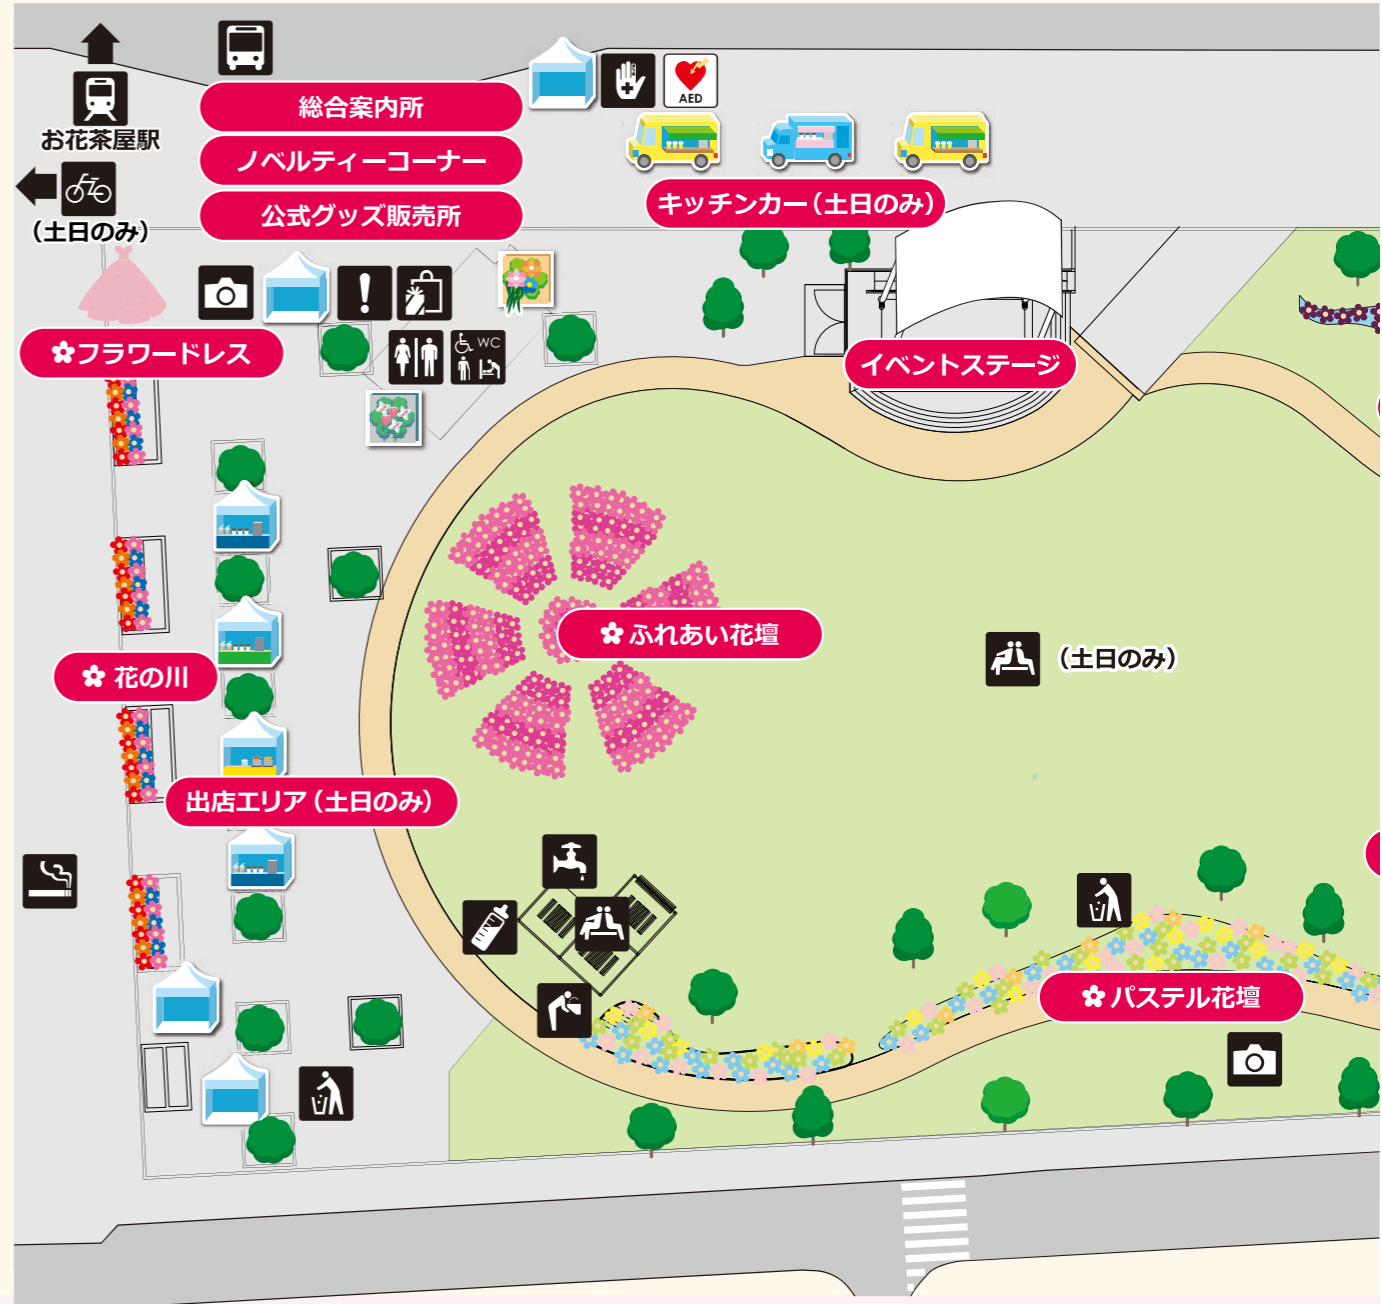 お花茶屋駅
(土日のみ)
総合案内所
ノベルティーコーナー
公式グッズ販売所
AED
キッチンカー(土日のみ)
フラワードレス
WC
イベントステージ
ふれあい花壇
(土日のみ)
花の川
出店エリア(土日のみ)
パステル花壇